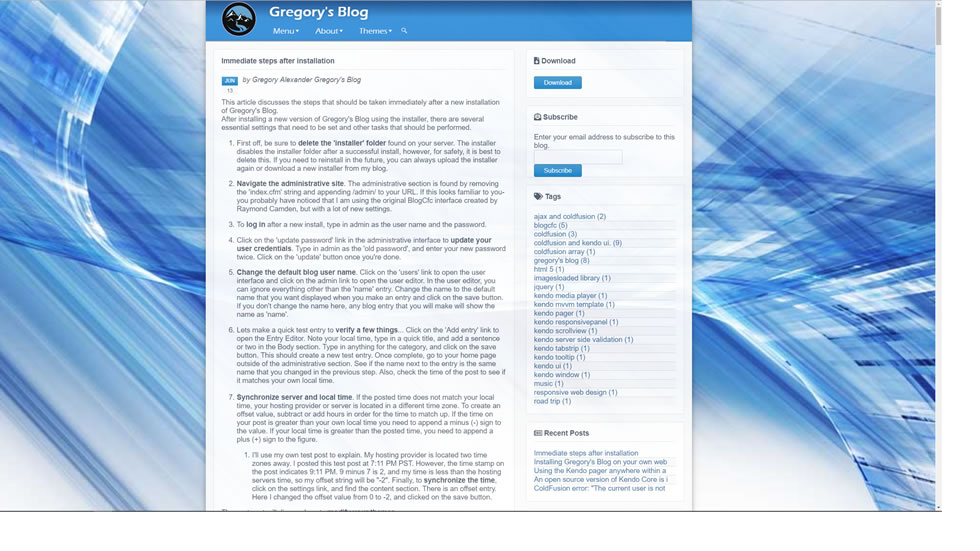 Gregory's Blog
Menu
About
Themes
Immediate steps after installation
JUN
13
by Gregory Alexander Gregory's Blog
This article discusses the steps that should be taken immediately after a new installation
of Gregory's Blog.
After installing a new version of Gregory's Blog using the installer, there are several
essential settings that need to be set and other tasks that should be performed.
1. First off, be sure to delete the 'installer' folder found on your server. The installer
disables the installer folder after a successful install, however, for safety, it is best to
delete this. If you need to reinstall in the future, you can always upload the installer
again or download a new installer from my blog.
2. Navigate the administrative site. The administrative section is found by removing
the 'index.cfm' string and appending /admin/ to your URL. If this looks familiar to you-
you probably have noticed that I am using the original BlogCfc interface created by
Raymond Camden, but with a lot of new settings.
3. To log in after a new install, type in admin as the user name and the password.
4. Click on the 'update password' link in the administrative interface to update your
user credentials. Type in admin as the 'old password', and enter your new password
twice. Click on the 'update' button once you're done.
5. Change the default blog user name. Click on the 'users' link to open the user
interface and click on the admin link to open the user editor. In the user editor, you
can ignore everything other than the 'name' entry. Change the name to the default
name that you want displayed when you make an entry and click on the save button.
If you don't change the name here, any blog entry that you will make will show the
name as 'name'.
6. Lets make a quick test entry to verify a few things... Click on the 'Add entry' link to
open the Entry Editor. Note your local time, type in a quick title, and add a sentence
or two in the Body section. Type in anything for the category, and click on the save
button. This should create a new test entry. Once complete, go to your home page
outside of the administrative section. See if the name next to the entry is the same
name that you changed in the previous step. Also, check the time of the post to see if
it matches your own local time.
7. Synchronize server and local time. If the posted time does not match your local
time, your hosting provider or server is located in a different time zone. To create an
offset value, subtract or add hours in order for the time to match up. If the time on
your post is greater than your own local time you need to append a minus (-) sign to
the value. If your local time is greater than the posted time, you need to append a
plus (+) sign to the figure.
1. I'll use my own test post to explain. My hosting provider is located two time
zones away. I posted this test post at 7:11 PM PST. However, the time stamp on
the post indicates 9:11 PM. 9 minus 7 is 2, and my time is less than the hosting
servers time, so my offset string will be "-2". Finally, to synchronize the time,
click on the settings link, and find the content section. There is an offset entry.
Here I changed the offset value from 0 to -2, and clicked on the save button.
Download
Download
Subscribe
Enter your email address to subscribe to this
blog.
Subscribe
Tags
ajax and coldfusion (2)
blogcfc (5)
coldfusion (3)
coldfusion and kendo ui. (9)
coldfusion array (1)
gregory's blog (8)
html 5 (1)
imagesloaded library (1)
jquery (1)
kendo media player (1)
kendo mvvm template (1)
kendo pager (1)
kendo responsivepanel (1)
kendo scrollview (1)
kendo server side validation (1)
kendo tabstrip (1)
kendo tooltip (1)
kendo ui (1)
kendo window (1)
music (1)
responsive web design (1)
road trip (1)
Recent Posts
Immediate steps after installation
Installing Gregory's Blog on your own web
Using the Kendo pager anywhere within a
An open source version of Kendo Core is i
ColdFusion error: "The current user is not